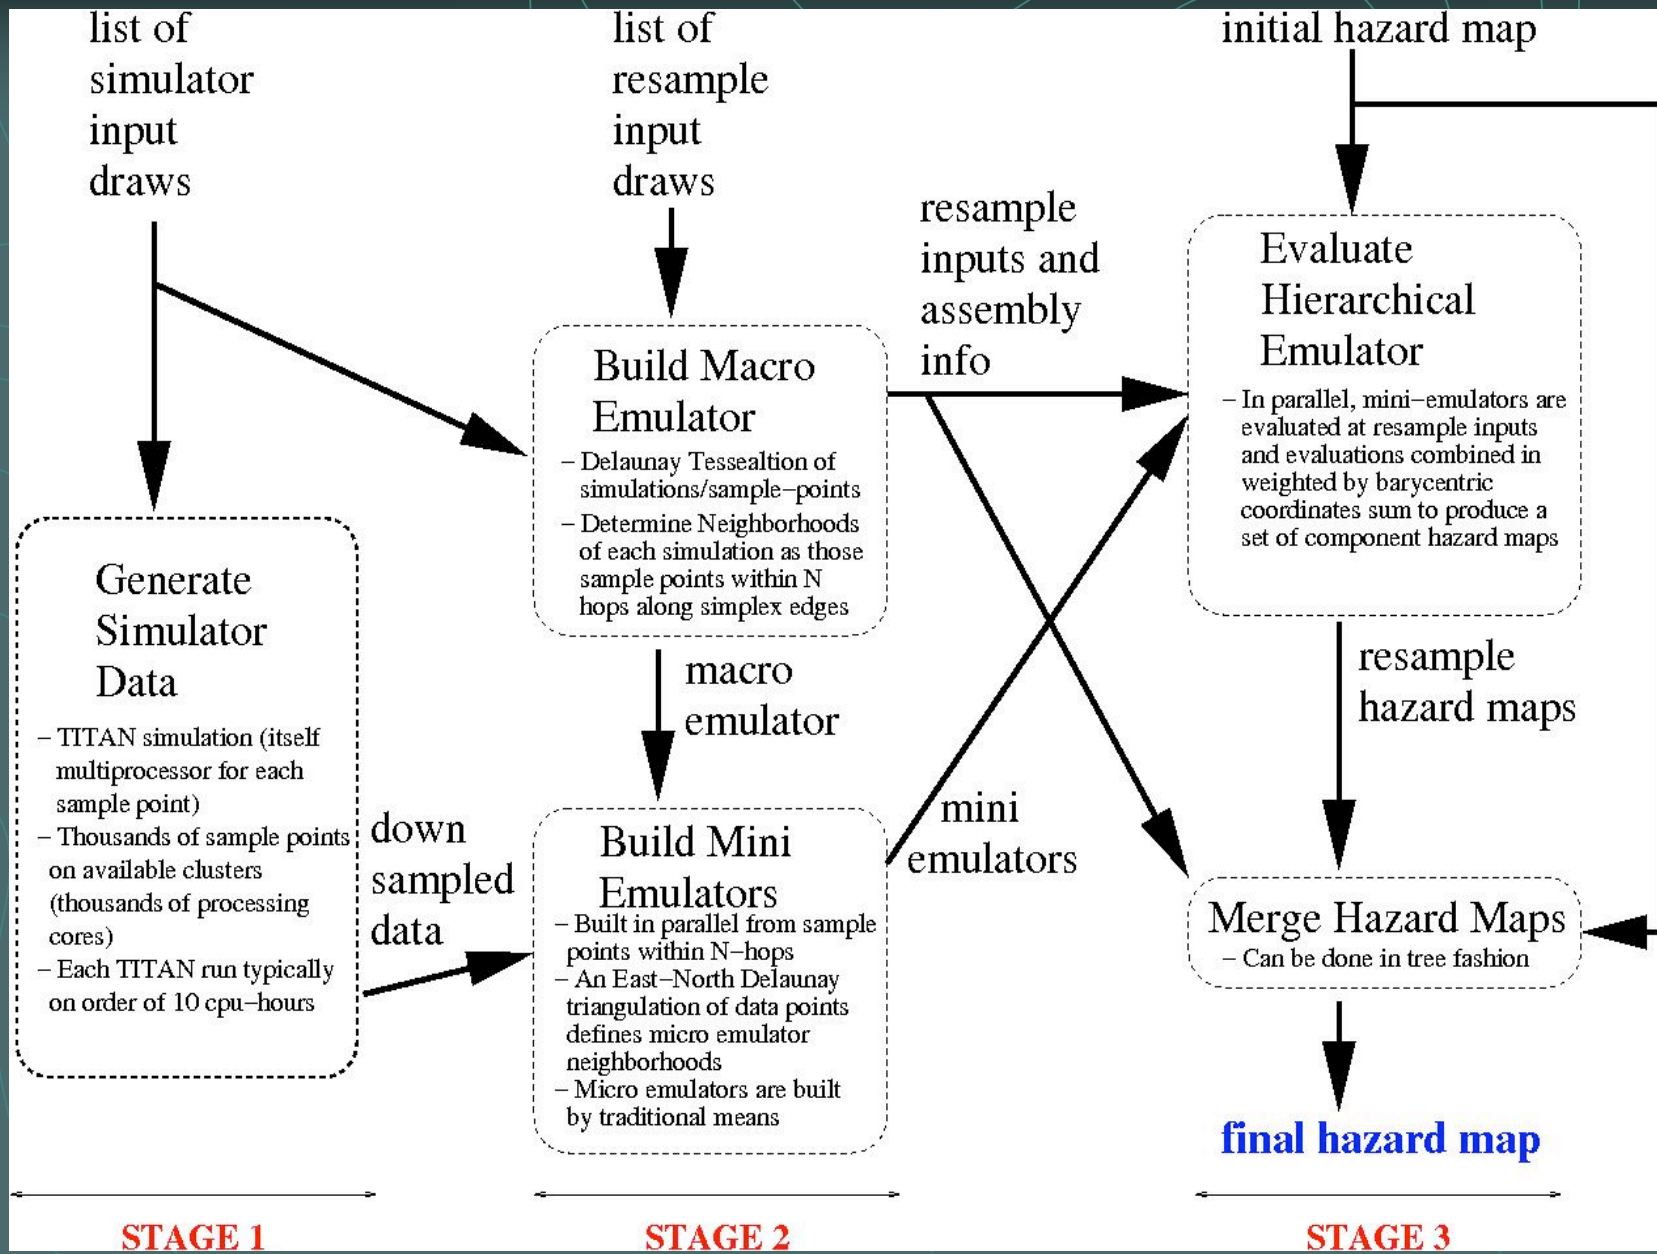 list of
simulator
input
draws
list of
resample
input
draws
initial hazard map
resample
inputs and
assembly
info
Generate
Simulator
Data
– TITAN simulation (itself
multiprocessor for each
sample point)
– Thousands of sample points
on available clusters
(thousands of processing
cores)
– Each TITAN run typically
on order of 10 cpu–hours
down
sampled
data
Build Macro
Emulator
– Delaunay Tessealtion of
simulations/sample–points
– Determine Neighborhoods
of each simulation as those
sample points within N
hops along simplex edges
macro
emulator
Build Mini
Emulators
– Built in parallel from sample
points within N–hops
– An East–North Delaunay
triangulation of data points
defines micro emulator
neighborhoods
– Micro emulators are built
by traditional means
mini
emulators
Evaluate
Hierarchical
Emulator
– In parallel, mini–emulators are
evaluated at resample inputs
and evaluations combined in
weighted by barycentric
coordinates sum to produce a
set of component hazard maps
resample
hazard maps
Merge Hazard Maps
– Can be done in tree fashion
final hazard map
STAGE 1
STAGE 2
STAGE 3